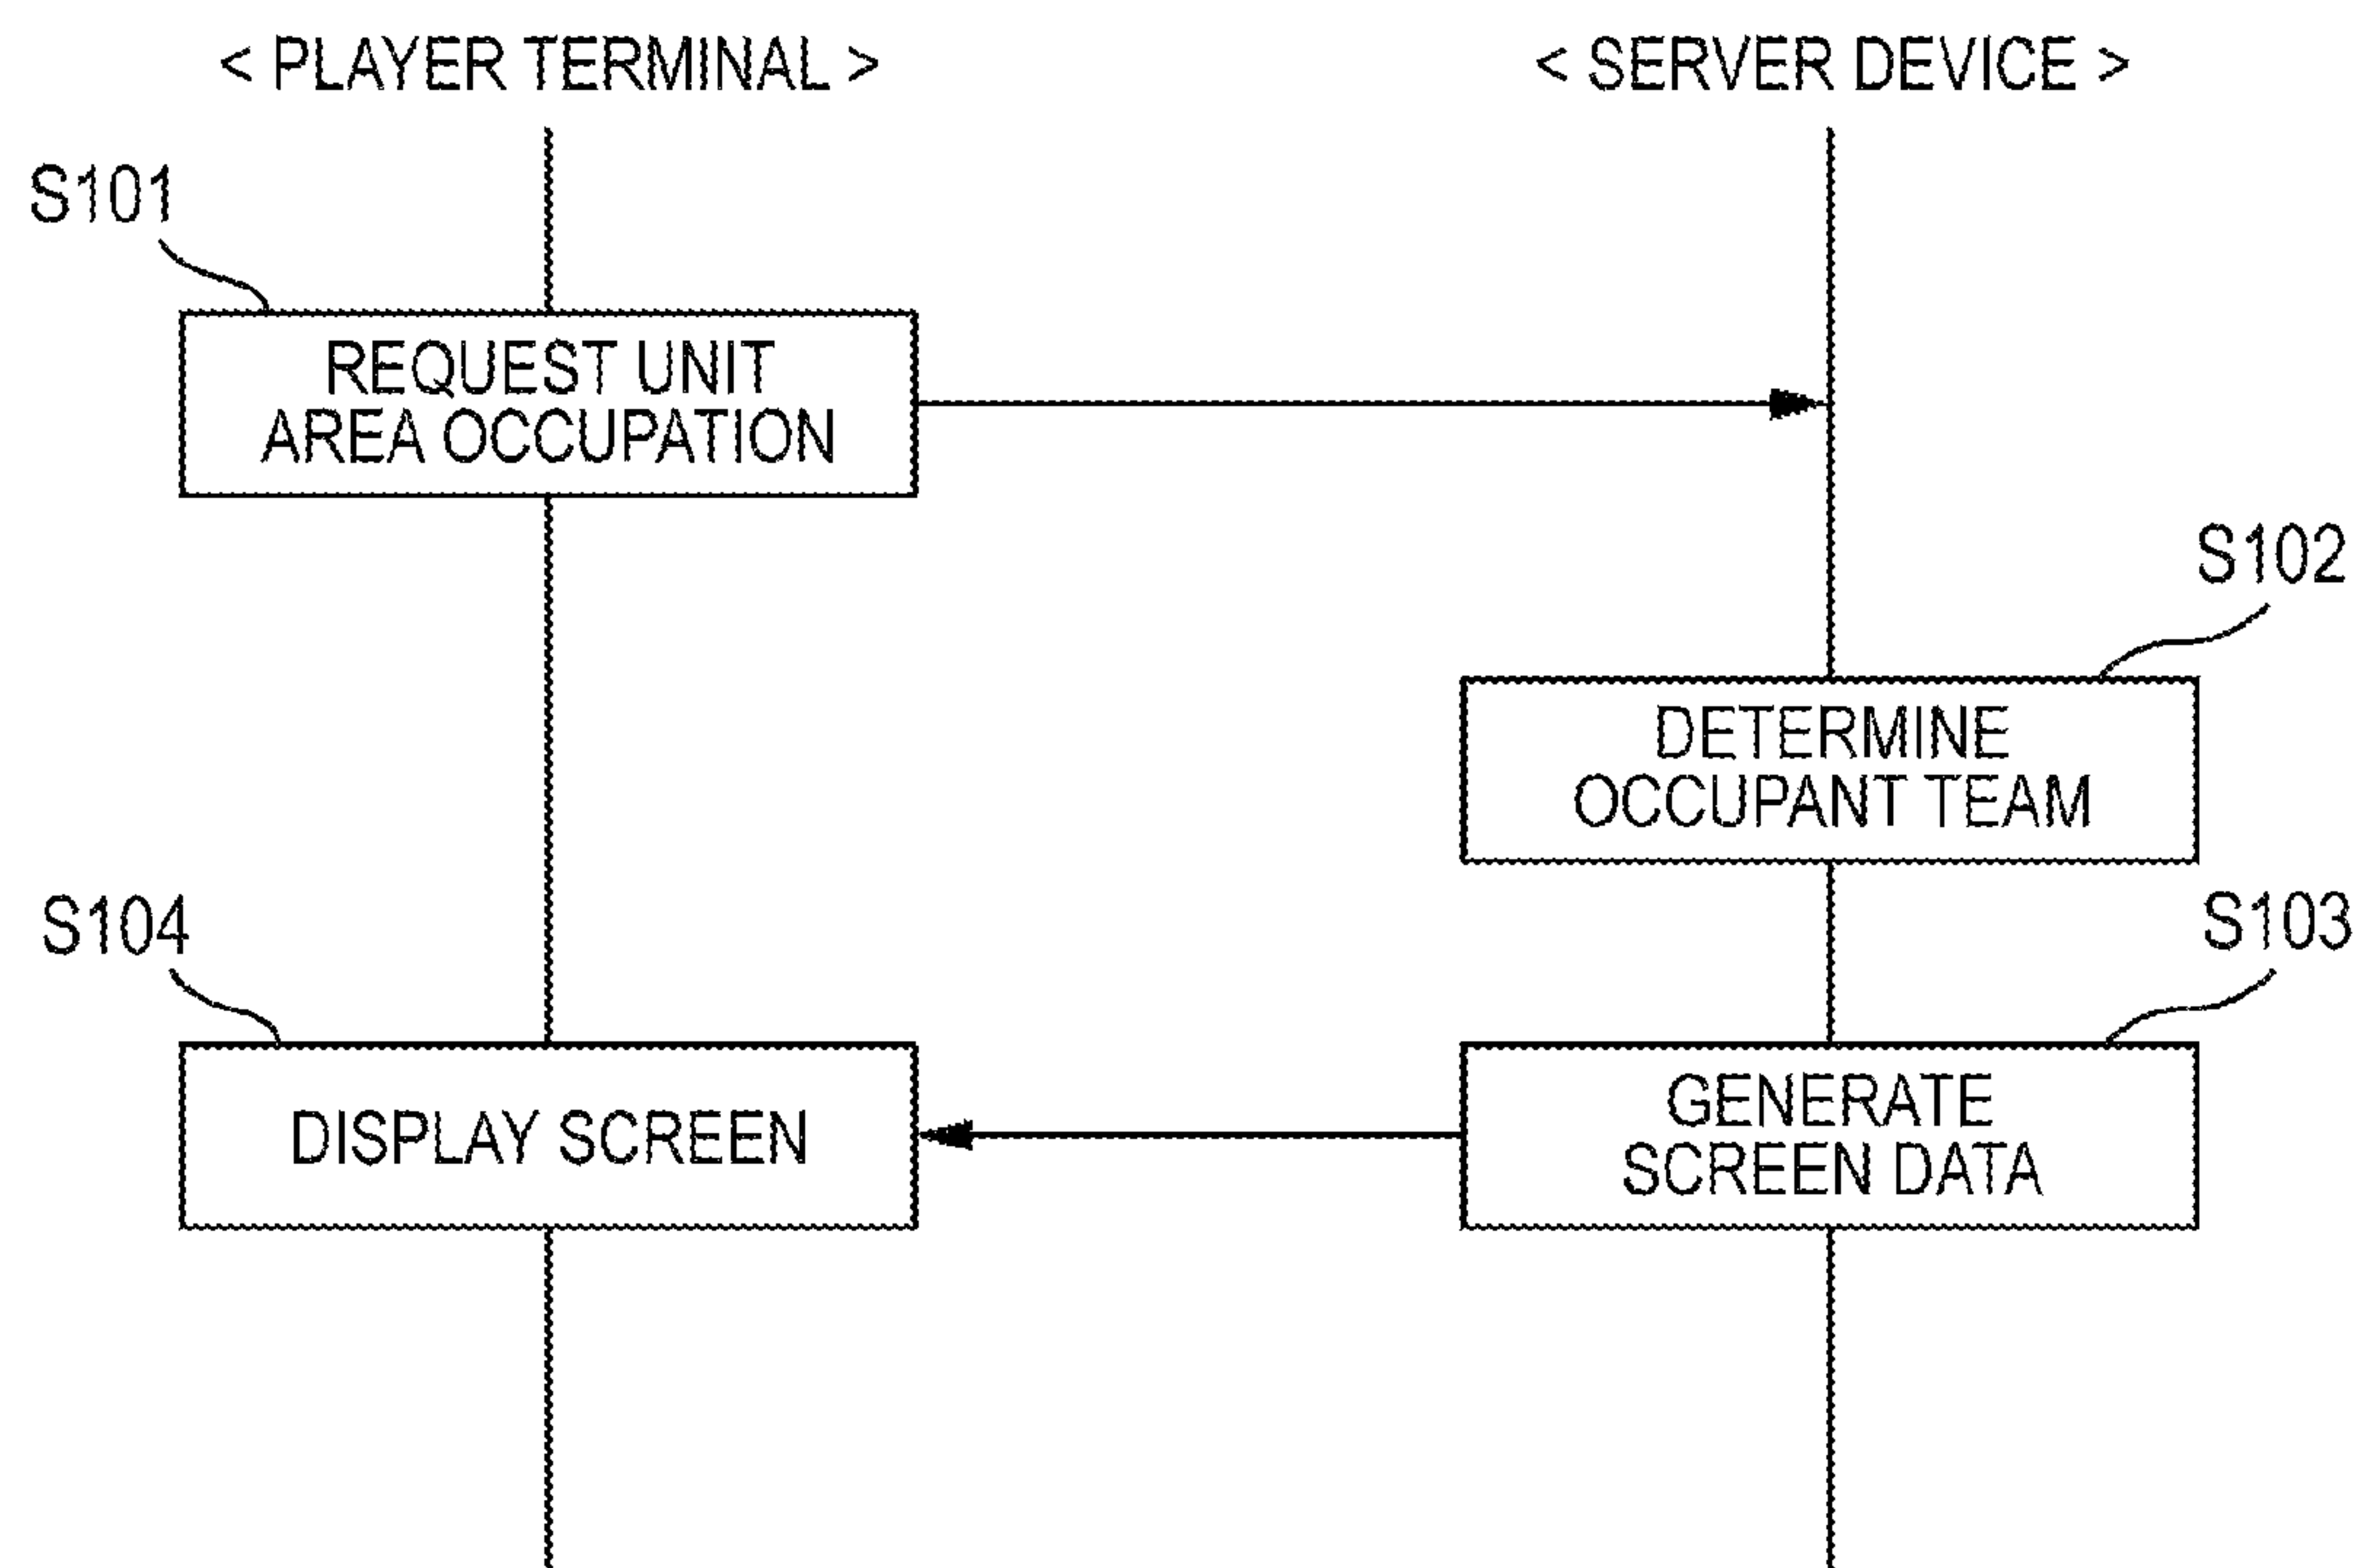 < PLAYER TERMINAL >
< SERVER DEVICE >
S101
REQUEST UNIT
AREA OCCUPATION
S102
DETERMINE
OCCUPANT TEAM
S104
S103
DISPLAY SCREEN
GENERATE
SCREEN DATA